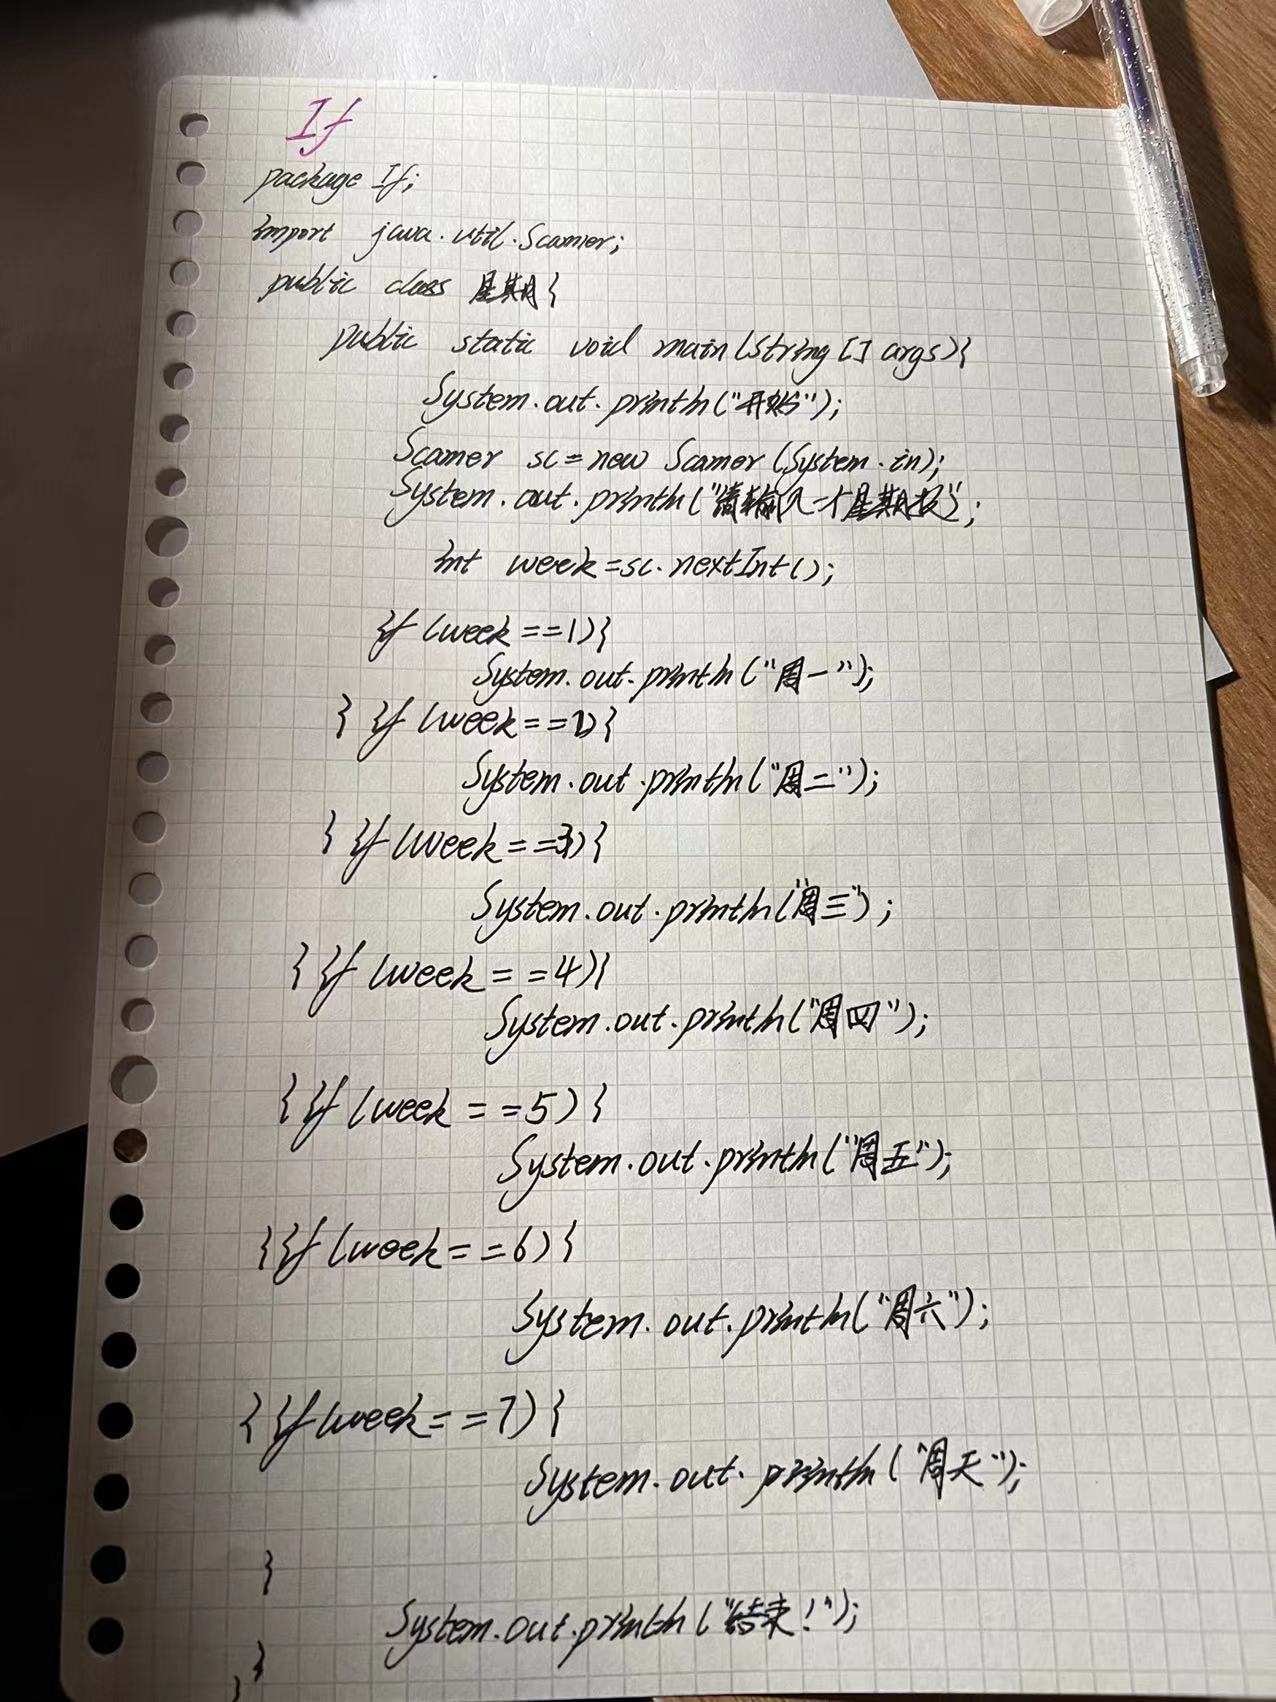 If
package If;
import java.util.Scanner;
public class 星期{
public static void main(String[] args){
System.out.println("开始");
Scanner sc=new Scanner(System.in);
System.out.println("请输入一个星期数");
int week=sc.nextInt();
if(week==1){
System.out.println("周一");
} if(week==2){
System.out.println("周二");
} if(week==3){
System.out.println("周三");
} if(week==4){
System.out.println("周四");
} if(week==5){
System.out.println("周五");
} if(week==6){
System.out.println("周六");
} if(week==7){
System.out.println("周天");
}
System.out.println("结束!");
}
}